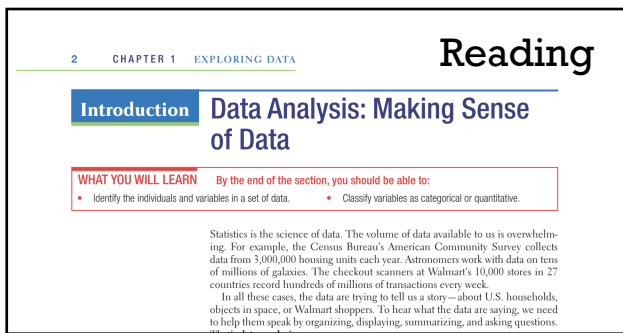 Reading
2 CHAPTER 1 EXPLORING DATA
Introduction Data Analysis: Making Sense
of Data
WHAT YOU WILL LEARN By the end of the section, you should be able to:
• Identify the individuals and variables in a set of data. • Classify variables as categorical or quantitative.
Statistics is the science of data. The volume of data available to us is overwhelm-
ing. For example, the Census Bureau's American Community Survey collects
data from 3,000,000 housing units each year. Astronomers work with data on tens
of millions of galaxies. The checkout scanners at Walmart's 10,000 stores in 27
countries record hundreds of millions of transactions every week.
In all these cases, the data are trying to tell us a story—about U.S. households,
objects in space, or Walmart shoppers. To hear what the data are saying, we need
to help them speak by organizing, displaying, summarizing, and asking questions.